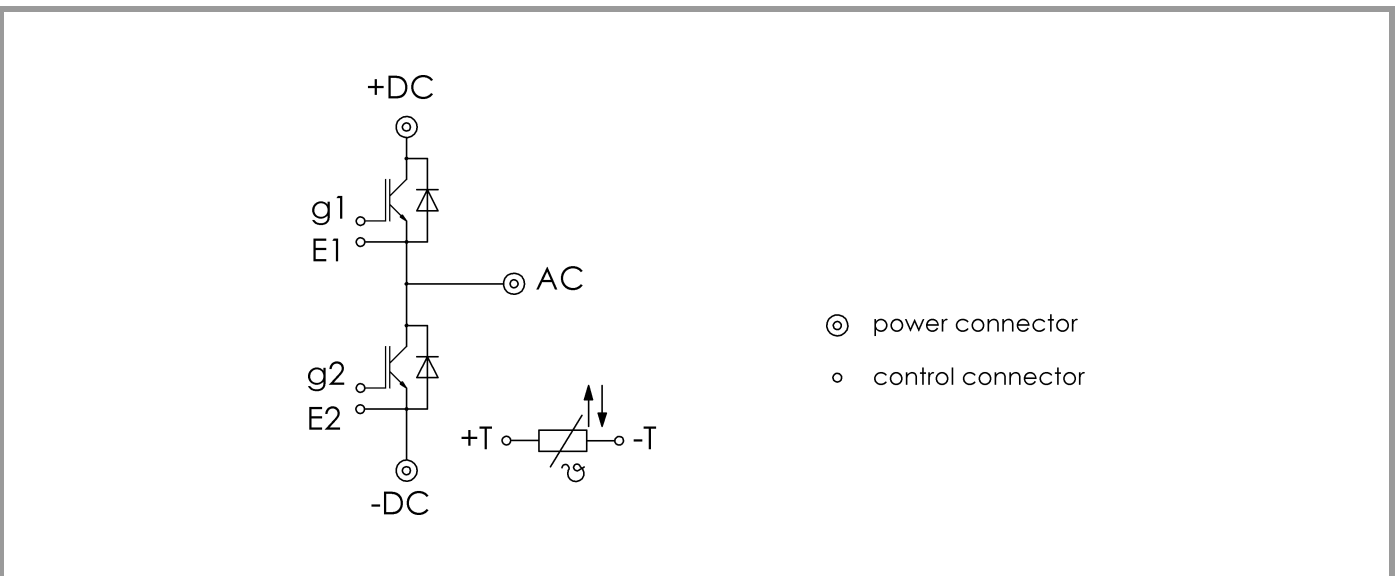 +DC
g1
E1
AC
power connector
control connector
g2
E2
+T
-T
ϑ
-DC